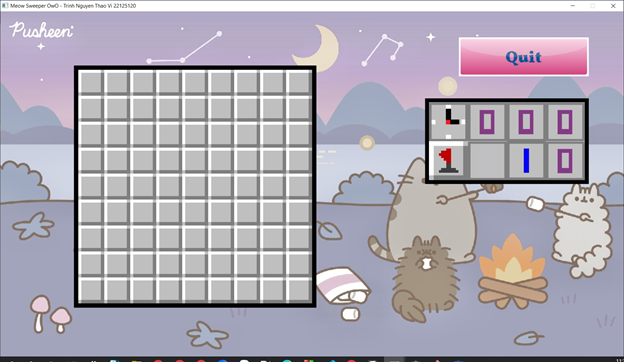 Meow Sweeper OwO - Trinh Nguyen Thao Vi 22125120
Pusheen
Quit
0 0 0
1 0